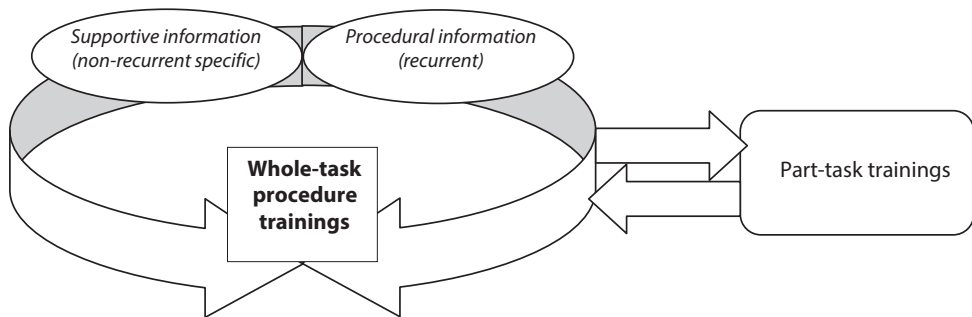 Supportive information
(non-recurrent specific)
Procedural information
(recurrent)
Whole-task
procedure
trainings
Part-task trainings